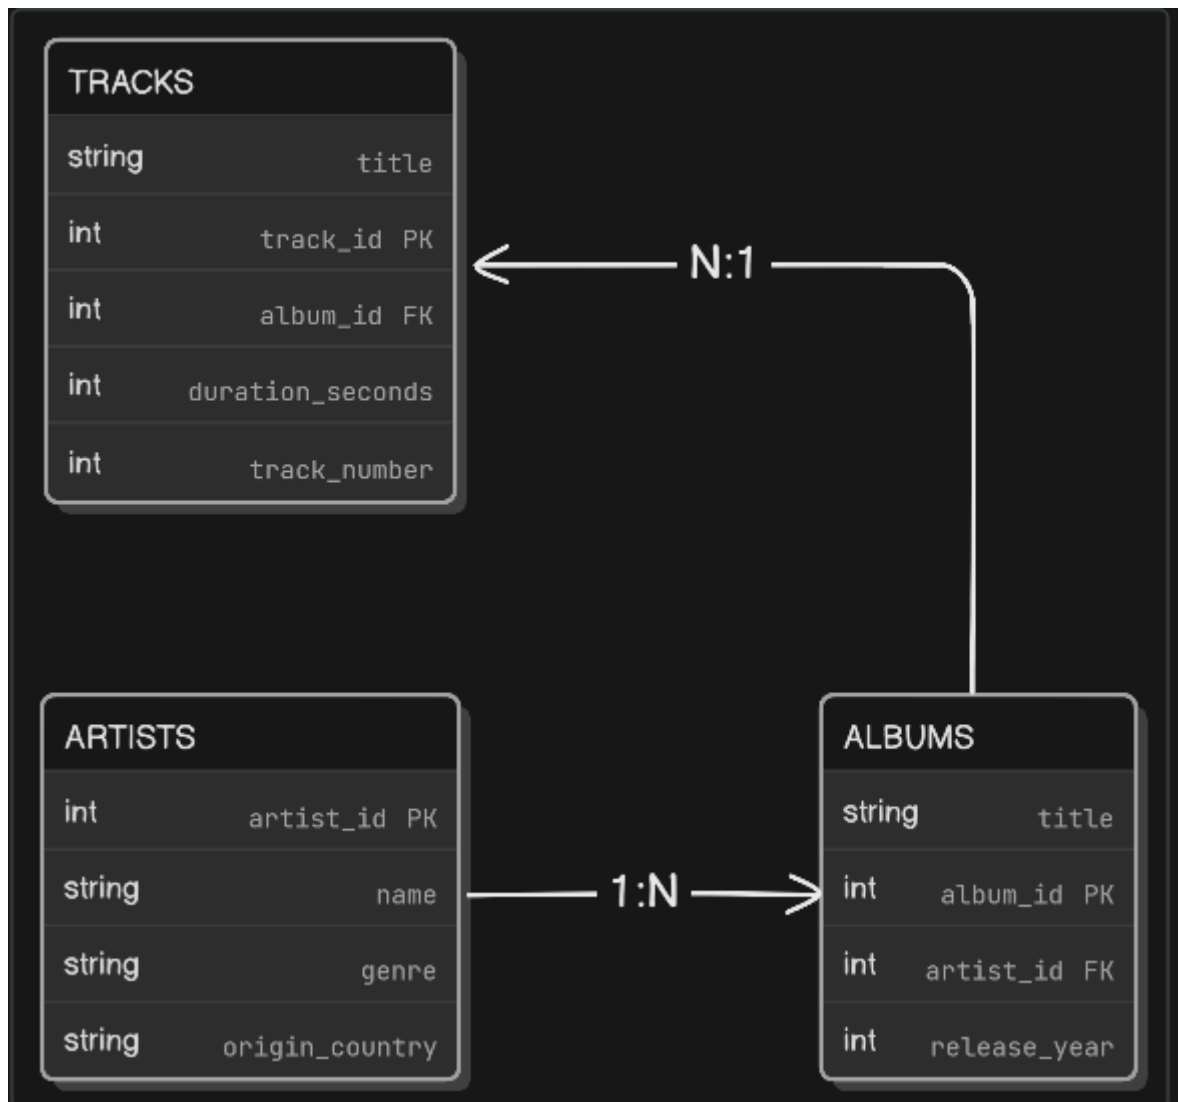 TRACKS
string title
int track_id PK
int album_id FK
int duration_seconds
int track_number
N:1
ARTISTS
int artist_id PK
string name
string genre
string origin_country
1:N
ALBUMS
string title
int album_id PK
int artist_id FK
int release_year